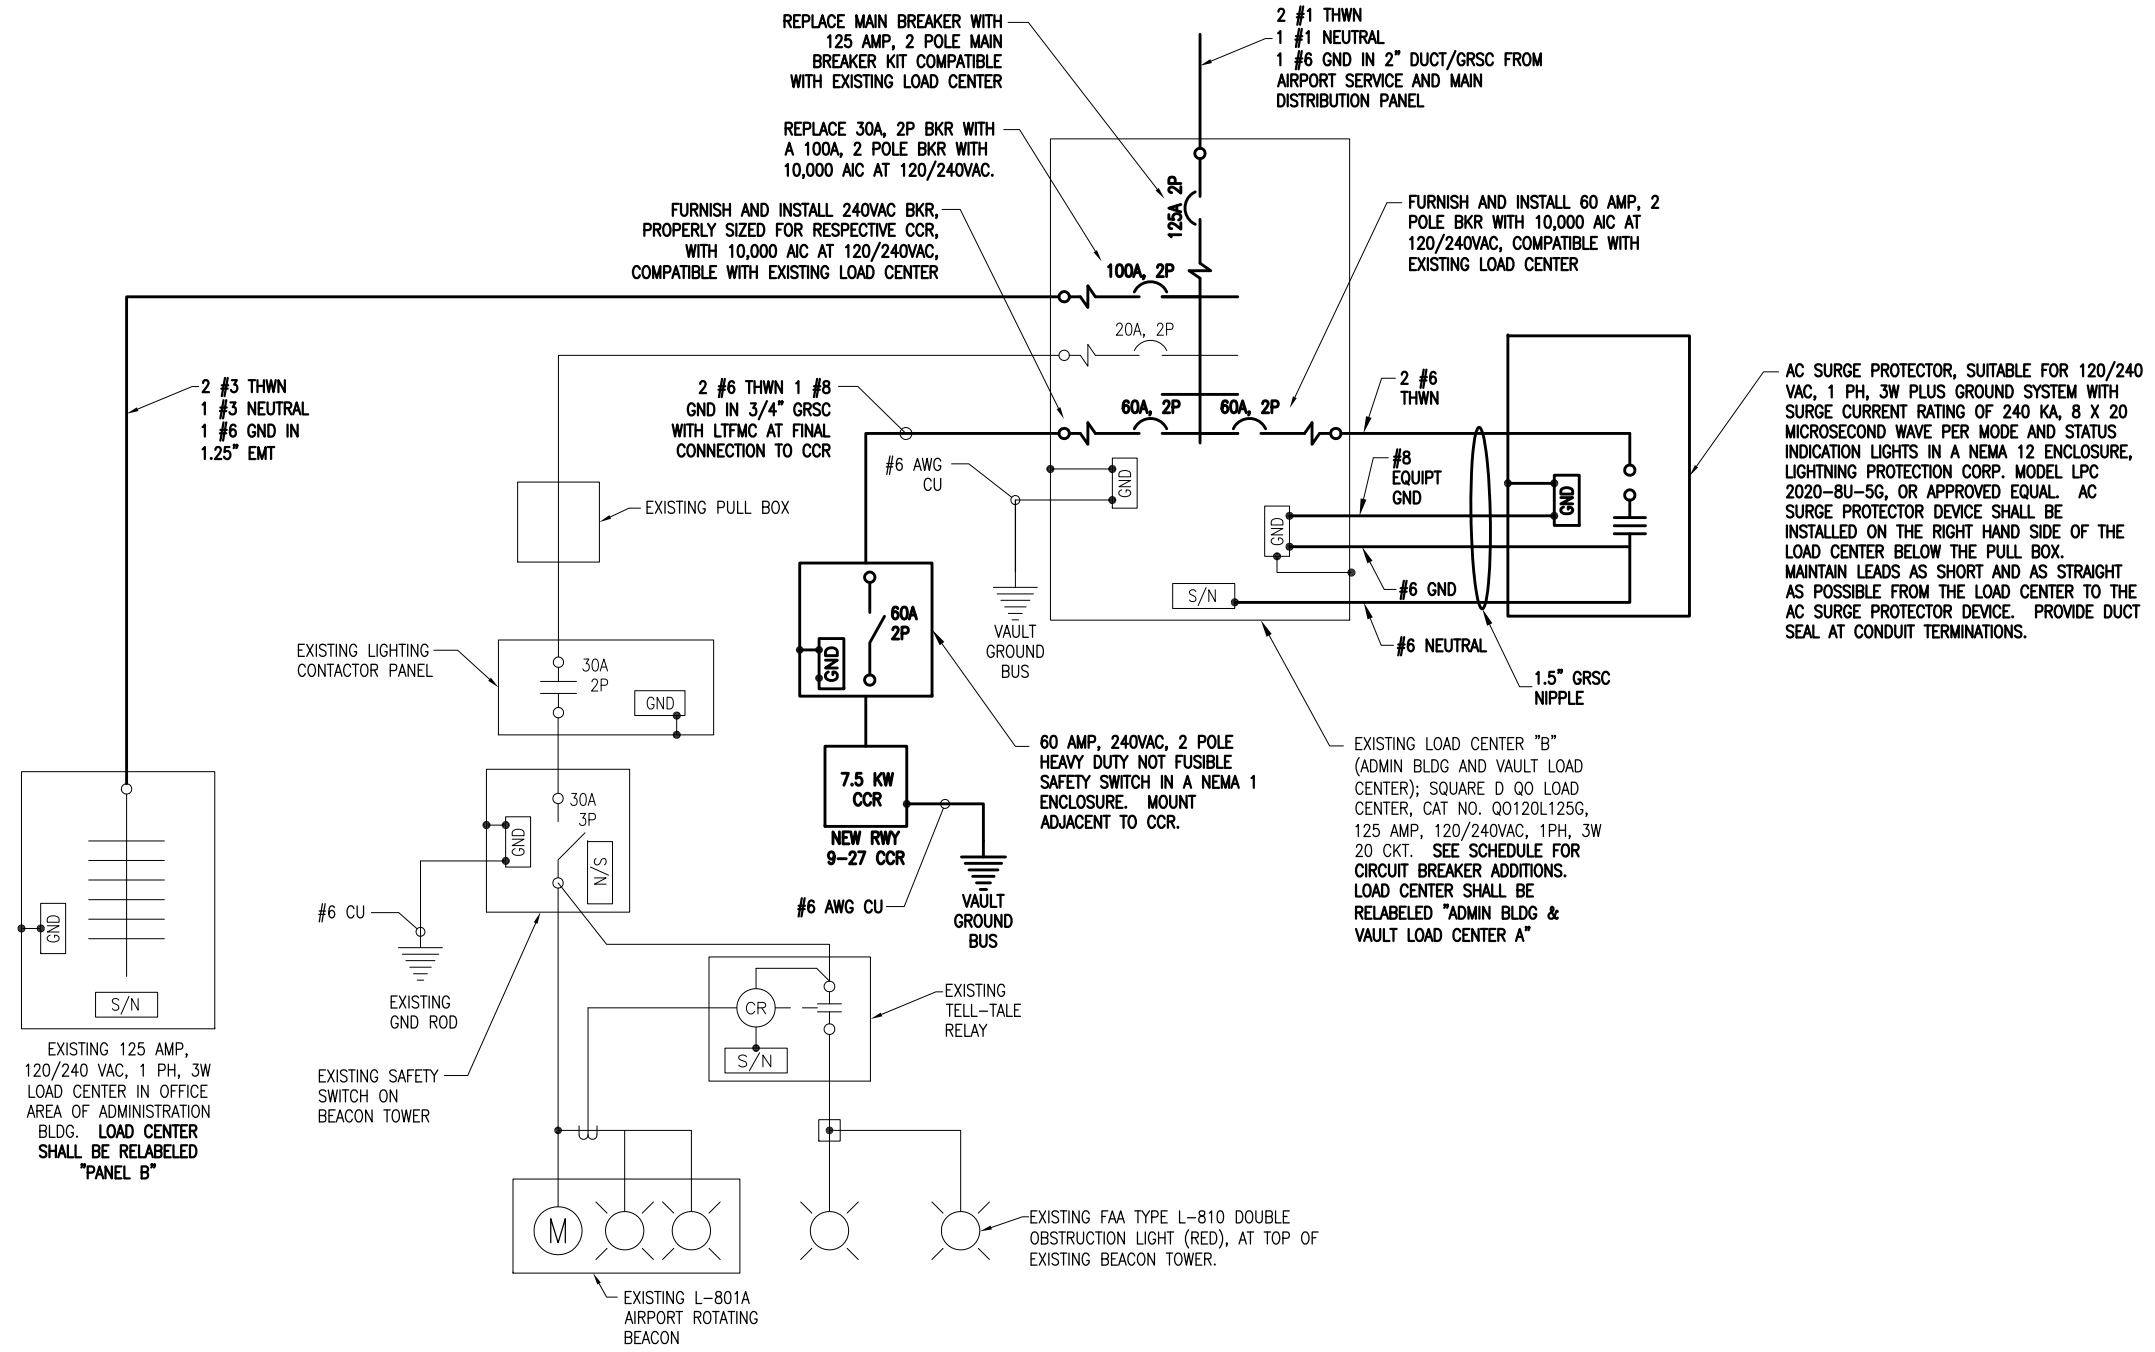 REPLACE MAIN BREAKER WITH
125 AMP, 2 POLE MAIN
BREAKER KIT COMPATIBLE
WITH EXISTING LOAD CENTER
2 #1 THWN
1 #1 NEUTRAL
1 #6 GND IN 2" DUCT/GRSC FROM
AIRPORT SERVICE AND MAIN
DISTRIBUTION PANEL
REPLACE 30A, 2P BKR WITH
A 100A, 2 POLE BKR WITH
10,000 AIC AT 120/240VAC.
FURNISH AND INSTALL 240VAC BKR,
PROPERLY SIZED FOR RESPECTIVE CCR,
WITH 10,000 AIC AT 120/240VAC,
COMPATIBLE WITH EXISTING LOAD CENTER
125A 2P
FURNISH AND INSTALL 60 AMP, 2
POLE BKR WITH 10,000 AIC AT
120/240VAC, COMPATIBLE WITH
EXISTING LOAD CENTER
100A, 2P
20A, 2P
60A, 2P
60A, 2P
2 #3 THWN
1 #3 NEUTRAL
1 #6 GND IN
1.25" EMT
2 #6 THWN 1 #8
GND IN 3/4" GRSC
WITH LTFMC AT FINAL
CONNECTION TO CCR
2 #6
THWN
#8
EQUIPT
GND
#6 GND
#6 NEUTRAL
1.5" GRSC
NIPPLE
AC SURGE PROTECTOR, SUITABLE FOR 120/240
VAC, 1 PH, 3W PLUS GROUND SYSTEM WITH
SURGE CURRENT RATING OF 240 KA, 8 X 20
MICROSECOND WAVE PER MODE AND STATUS
INDICATION LIGHTS IN A NEMA 12 ENCLOSURE,
LIGHTNING PROTECTION CORP. MODEL LPC
2020-8U-5G, OR APPROVED EQUAL. AC
SURGE PROTECTOR DEVICE SHALL BE
INSTALLED ON THE RIGHT HAND SIDE OF THE
LOAD CENTER BELOW THE PULL BOX.
MAINTAIN LEADS AS SHORT AND AS STRAIGHT
AS POSSIBLE FROM THE LOAD CENTER TO THE
AC SURGE PROTECTOR DEVICE. PROVIDE DUCT
SEAL AT CONDUIT TERMINATIONS.
#6 AWG
CU
GND
GND
GND
S/N
VAULT
GROUND
BUS
EXISTING PULL BOX
EXISTING LIGHTING
CONTACTOR PANEL
30A
2P
GND
60A
2P
GND
60 AMP, 240VAC, 2 POLE
HEAVY DUTY NOT FUSIBLE
SAFETY SWITCH IN A NEMA 1
ENCLOSURE. MOUNT
ADJACENT TO CCR.
7.5 KW
CCR
NEW RWY
9-27 CCR
#6 AWG CU
VAULT
GROUND
BUS
EXISTING LOAD CENTER "B"
(ADMIN BLDG AND VAULT LOAD
CENTER); SQUARE D QO LOAD
CENTER, CAT NO. QO120L125G,
125 AMP, 120/240VAC, 1PH, 3W
20 CKT. SEE SCHEDULE FOR
CIRCUIT BREAKER ADDITIONS.
LOAD CENTER SHALL BE
RELABELED "ADMIN BLDG &
VAULT LOAD CENTER A"
30A
3P
GND
N/S
#6 CU
EXISTING
GND ROD
EXISTING SAFETY
SWITCH ON
BEACON TOWER
GND
S/N
EXISTING 125 AMP,
120/240 VAC, 1 PH, 3W
LOAD CENTER IN OFFICE
AREA OF ADMINISTRATION
BLDG. LOAD CENTER
SHALL BE RELABELED
"PANEL B"
CR
S/N
EXISTING
TELL-TALE
RELAY
M
EXISTING L-801A
AIRPORT ROTATING
BEACON
EXISTING FAA TYPE L-810 DOUBLE
OBSTRUCTION LIGHT (RED), AT TOP OF
EXISTING BEACON TOWER.